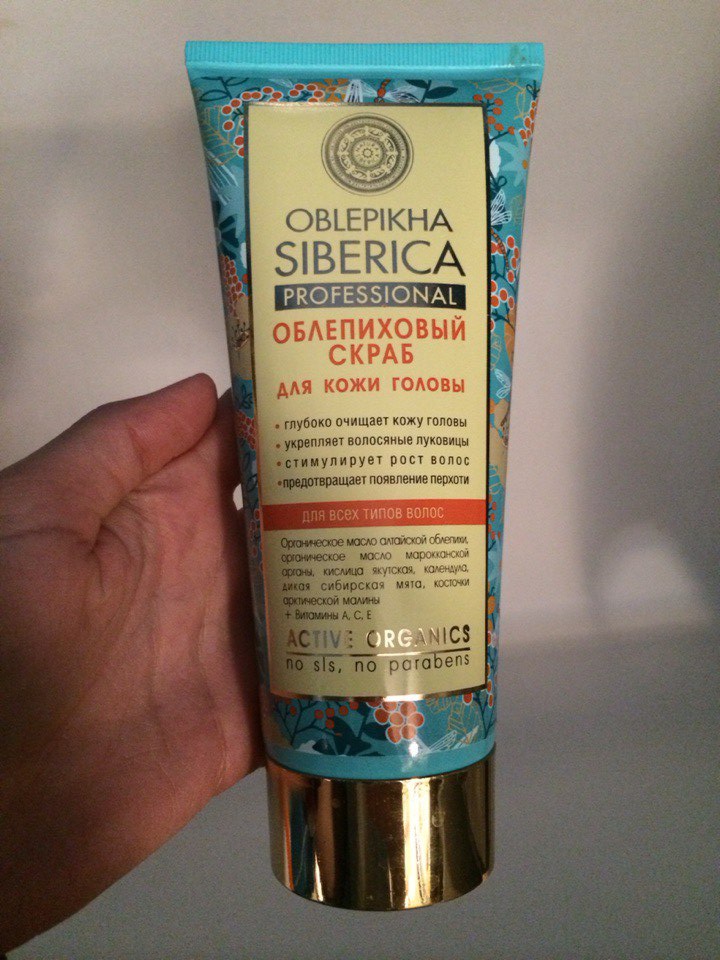 OBLEPIKHA
SIBERICA
PROFESSIONAL
ОБЛЕПИХОВЫЙ
СКРАБ
ДЛЯ КОЖИ ГОЛОВЫ
• глубоко очищает кожу головы
• укрепляет волосяные луковицы
• стимулирует рост волос
• предотвращает появление перхоти
ДЛЯ ВСЕХ ТИПОВ ВОЛОС
Органическое масло алтайской облепихи,
органическое масло марокканской
арганы, кислица якутская, календула,
дикая сибирская мята, косточки
арктической малины
+ Витамины А, С, Е
ACTIVE ORGANICS
no sls, no parabens